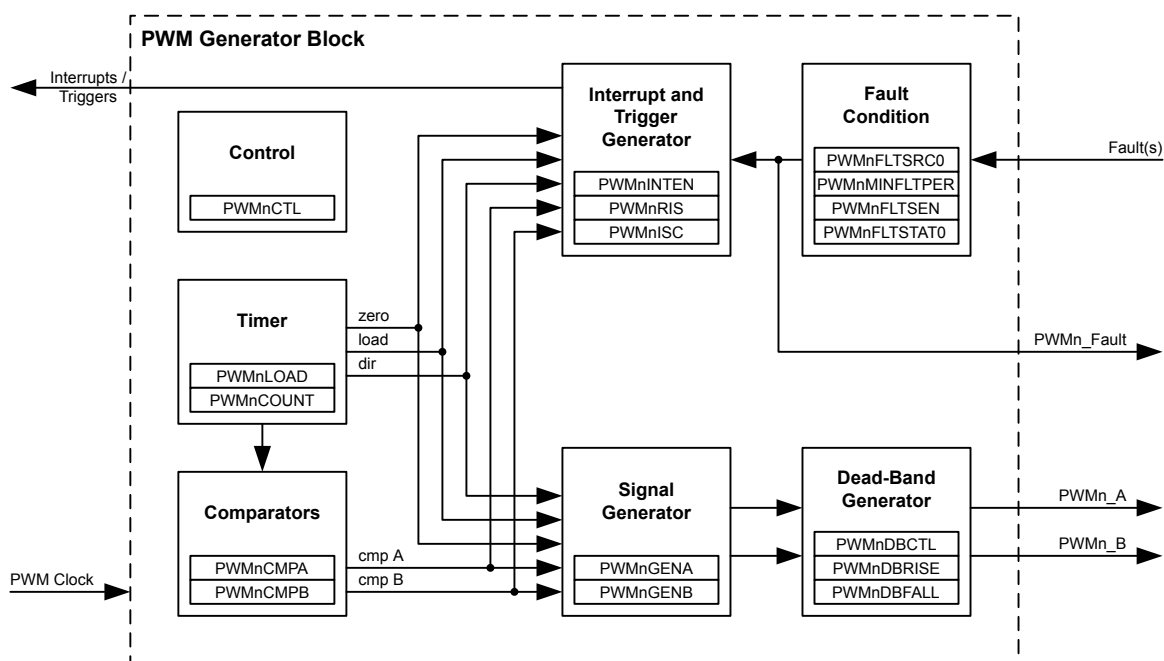 PWM Generator Block
Interrupts /
Triggers
Control
PWMnCTL
Interrupt and
Trigger
Generator
PWMnINTEN
PWMnRIS
PWMnISC
Fault
Condition
PWMnFLTSRC0
PWMnMINFLTPER
PWMnFLTSEN
PWMnFLTSTAT0
Fault(s)
Timer
PWMnLOAD
PWMnCOUNT
zero
load
dir
PWMn_Fault
Comparators
PWMnCMPA
PWMnCMPB
cmp A
cmp B
PWM Clock
Signal
Generator
PWMnGENA
PWMnGENB
Dead-Band
Generator
PWMnDBCTL
PWMnDBRISE
PWMnDBFALL
PWMn_A
PWMn_B